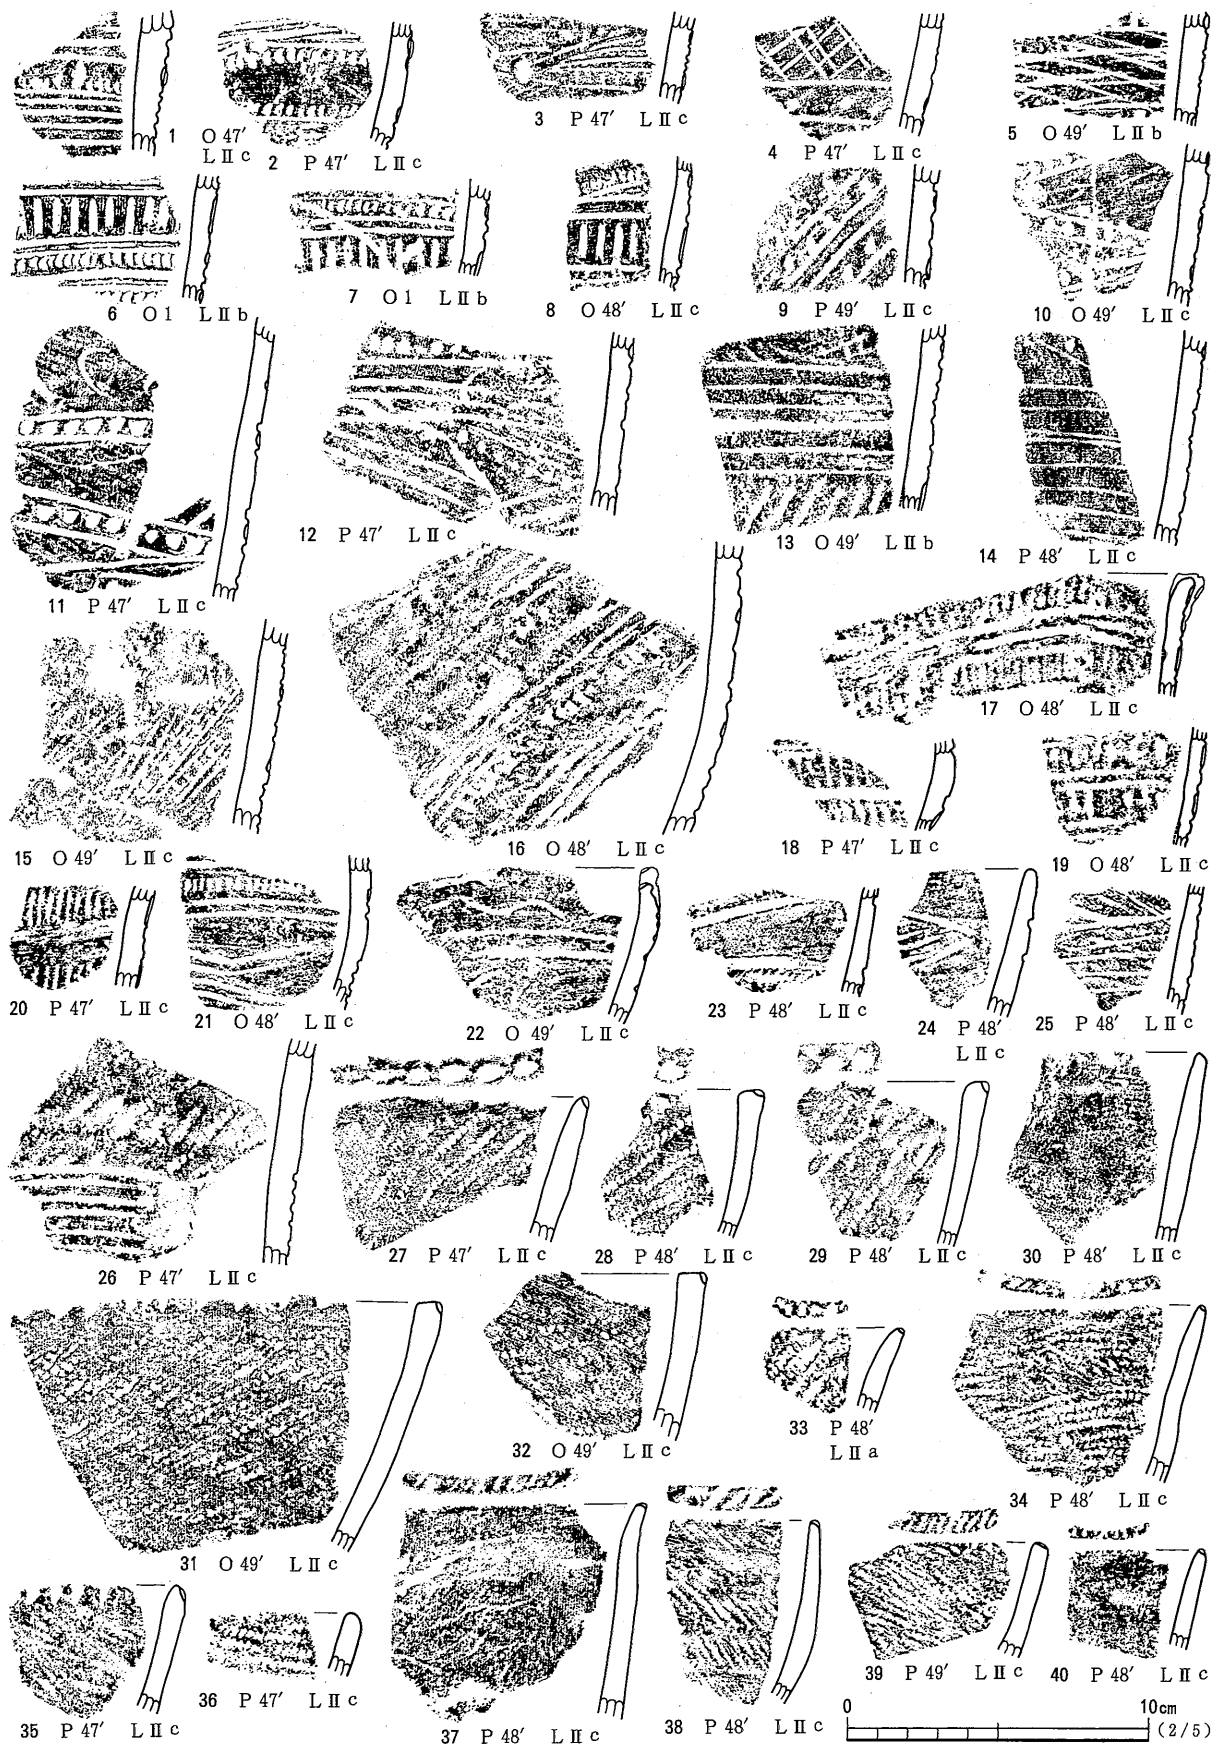 1 O 47′
L Ⅱ c
2 P 47′ L Ⅱ c
3 P 47′ L Ⅱ c
4 P 47′ L Ⅱ c
5 O 49′ L Ⅱ b
6 O 1 L Ⅱ b
7 O 1 L Ⅱ b
8 O 48′ L Ⅱ c
9 P 49′ L Ⅱ c
10 O 49′ L Ⅱ c
11 P 47′ L Ⅱ c
12 P 47′ L Ⅱ c
13 O 49′ L Ⅱ b
14 P 48′ L Ⅱ c
15 O 49′ L Ⅱ c
16 O 48′ L Ⅱ c
17 O 48′ L Ⅱ c
18 P 47′ L Ⅱ c
19 O 48′ L Ⅱ c
20 P 47′ L Ⅱ c
21 O 48′ L Ⅱ c
22 O 49′ L Ⅱ c
23 P 48′ L Ⅱ c
24 P 48′
L Ⅱ c
25 P 48′ L Ⅱ c
26 P 47′ L Ⅱ c
27 P 47′ L Ⅱ c
28 P 48′ L Ⅱ c
29 P 48′ L Ⅱ c
30 P 48′ L Ⅱ c
31 O 49′ L Ⅱ c
32 O 49′ L Ⅱ c
33 P 48′
L Ⅱ a
34 P 48′ L Ⅱ c
35 P 47′ L Ⅱ c
36 P 47′ L Ⅱ c
37 P 48′ L Ⅱ c
38 P 48′ L Ⅱ c
39 P 49′ L Ⅱ c
40 P 48′ L Ⅱ c
0 10cm
(2/5)